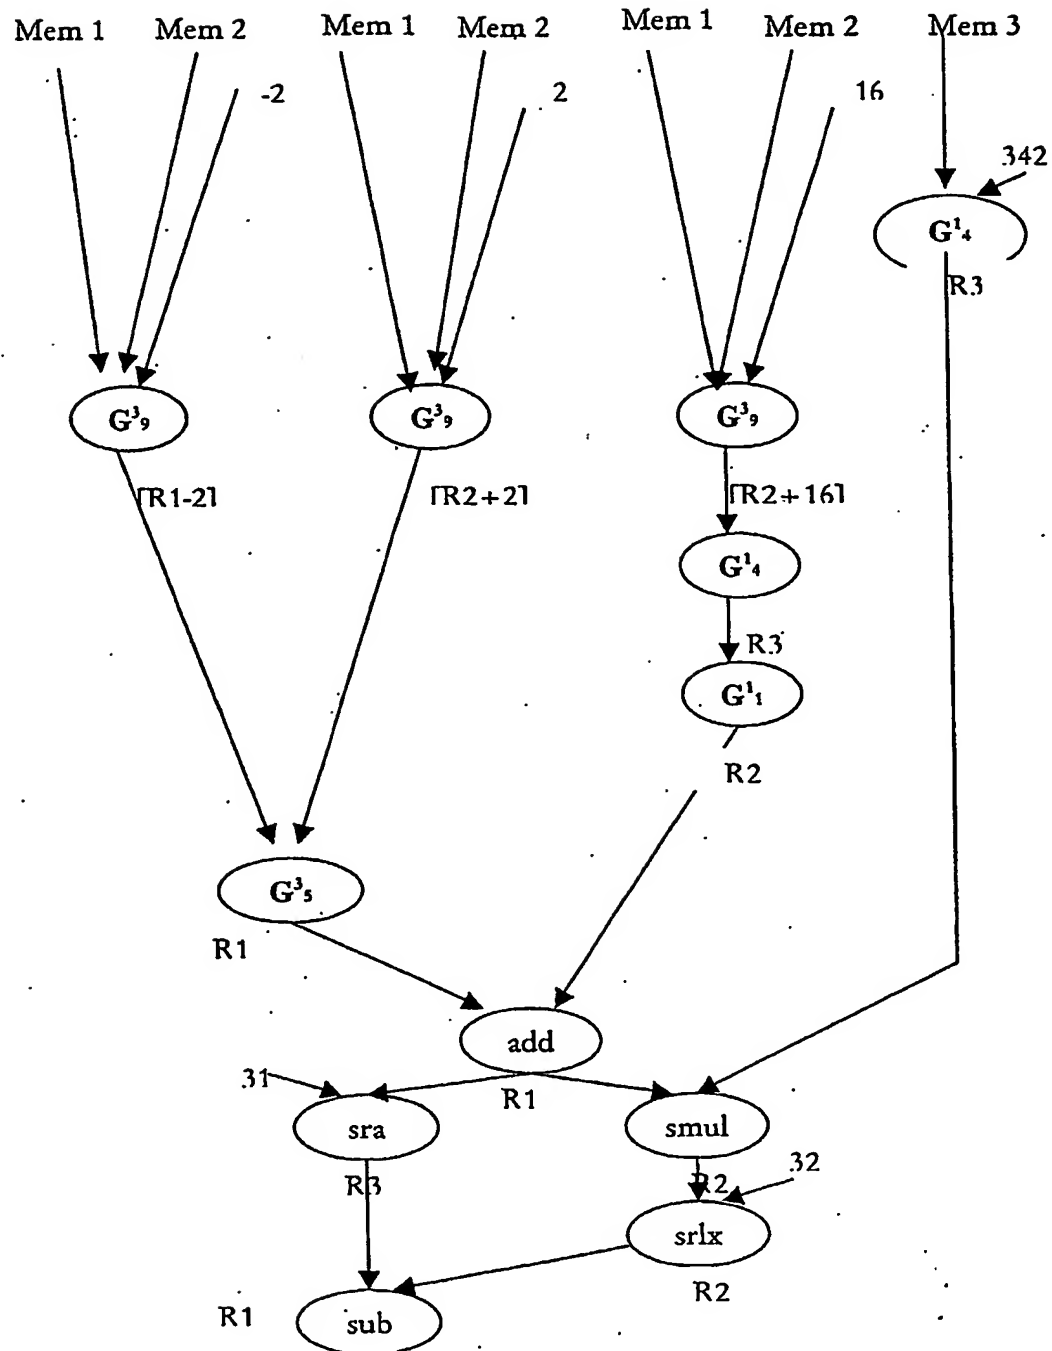 Mem 1 Mem 2 Mem 1 Mem 2 Mem 1 Mem 2 Mem 3
-2 2 16
342
G¹₄
R3
G³₉ G³₉ G³₉
⌈R1-2⌉ ⌈R2+2⌉ ⌈R2+16⌉
G¹₄
R3
G¹₁
R2
G³₅
R1
add
31 R1
sra smul
R3 R2 32
srlx
R2
R1 sub